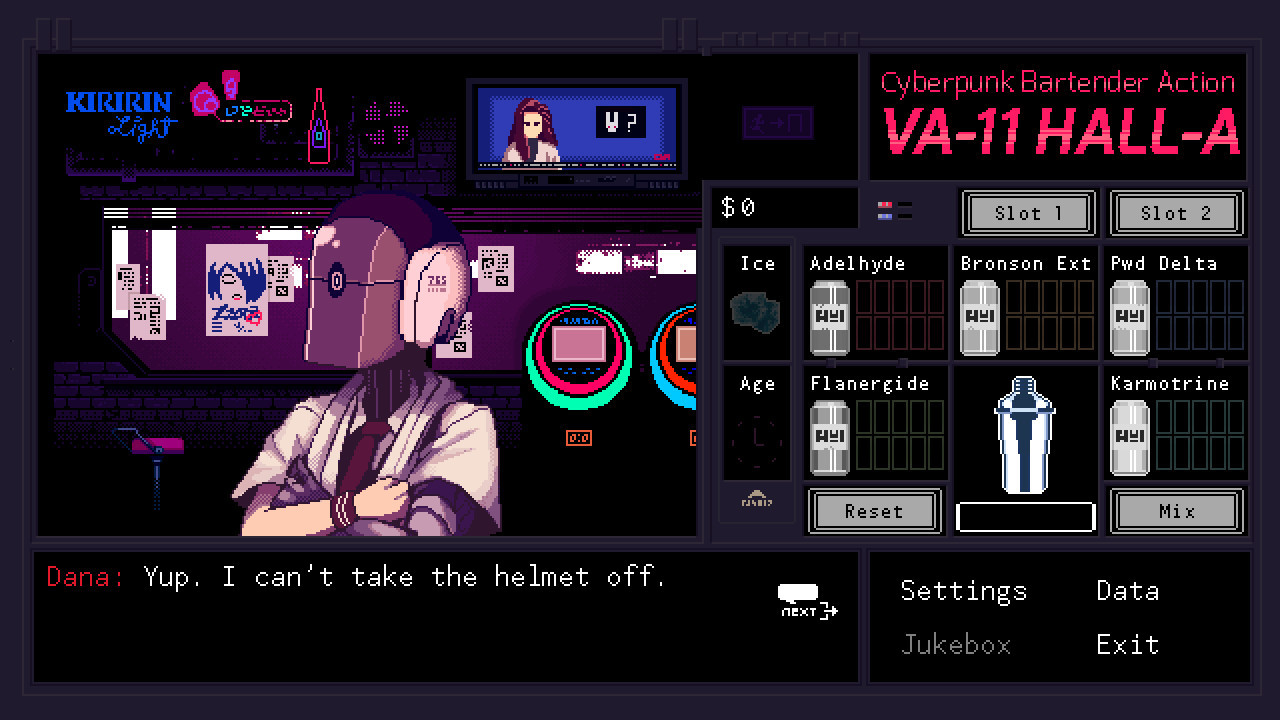 KIRIRIN
Light
?
Cyberpunk Bartender Action
VA-11 HALL-A
$0
Slot 1
Slot 2
765
Ice
Adelhyde
Bronson Ext
Pwd Delta
Age
Flanergide
Karmotrine
Reset
Mix
Dana: Yup. I can't take the helmet off.
NEXT
Settings
Data
Jukebox
Exit